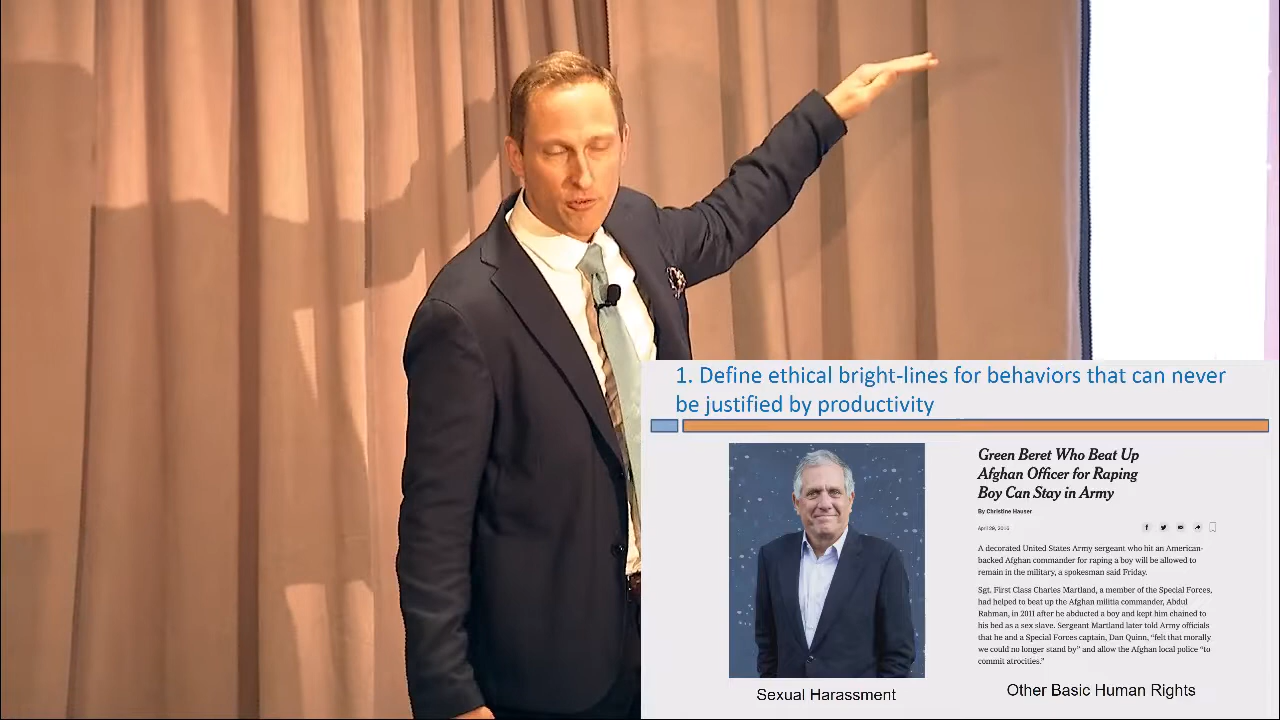 1. Define ethical bright-lines for behaviors that can never
be justified by productivity
Green Beret Who Beat Up
Afghan Officer for Raping
Boy Can Stay in Army
By Christine Hauser
April 29, 2016
A decorated United States Army sergeant who hit an American-
backed Afghan commander for raping a boy will be allowed to
remain in the military, a spokesman said Friday.
Sgt. First Class Charles Martland, a member of the Special Forces,
had helped to beat up the Afghan militia commander, Abdul
Rahman, in 2011 after he abducted a boy and kept him chained to
his bed as a sex slave. Sergeant Martland later told Army officials
that he and a Special Forces captain, Dan Quinn, “felt that morally
we could no longer stand by” and allow the Afghan local police “to
commit atrocities.”
Sexual Harassment
Other Basic Human Rights